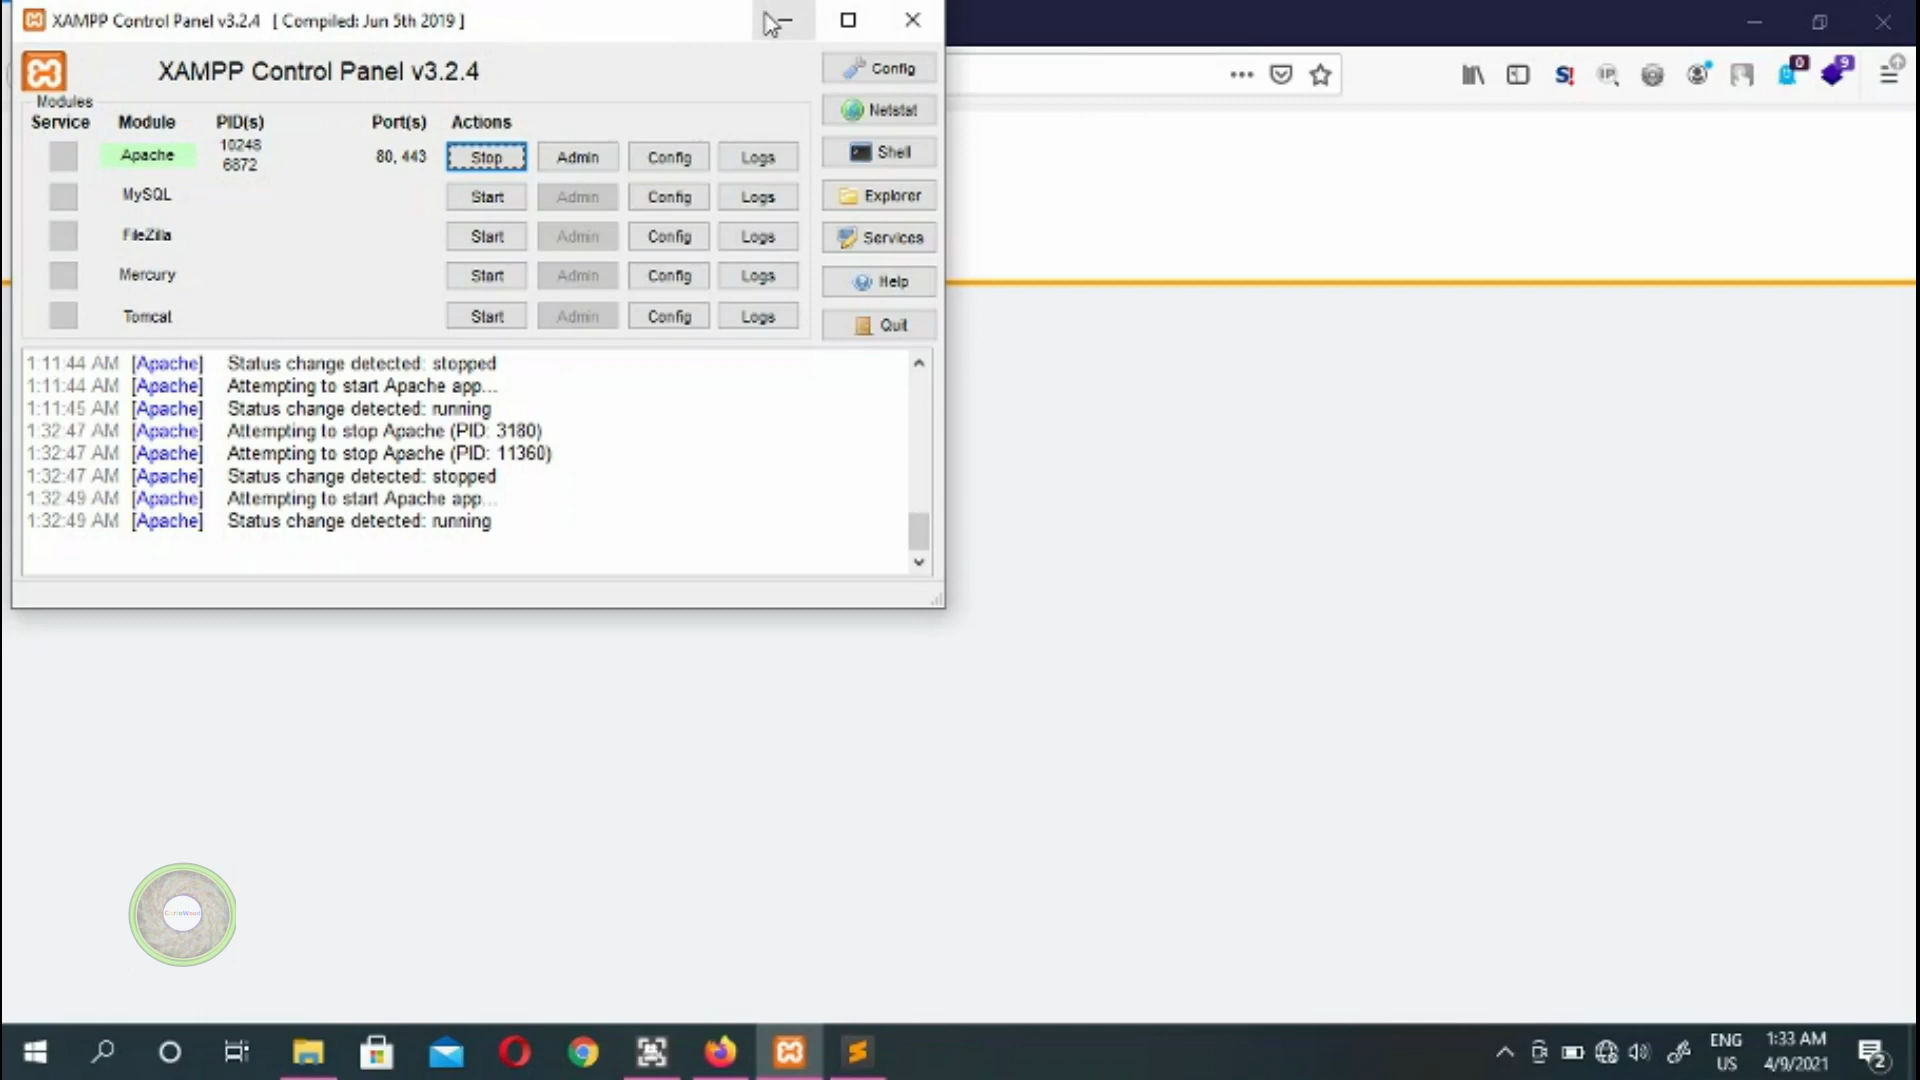 XAMPP Control Panel v3.2.4 [ Compiled: Jun 5th 2019 ]
XAMPP Control Panel v3.2.4
Modules
Service Module PID(s) Port(s) Actions
Apache 10248 6872 80, 443 Stop Admin Config Logs
MySQL Start Admin Config Logs
FileZilla Start Admin Config Logs
Mercury Start Admin Config Logs
Tomcat Start Admin Config Logs
Config
Netstat
Shell
Explorer
Services
Help
Quit
1:11:44 AM [Apache] Status change detected: stopped
1:11:44 AM [Apache] Attempting to start Apache app...
1:11:45 AM [Apache] Status change detected: running
1:32:47 AM [Apache] Attempting to stop Apache (PID: 3180)
1:32:47 AM [Apache] Attempting to stop Apache (PID: 11360)
1:32:47 AM [Apache] Status change detected: stopped
1:32:49 AM [Apache] Attempting to start Apache app...
1:32:49 AM [Apache] Status change detected: running
S!
IP
0
9
ENG
US
1:33 AM
4/9/2021
2